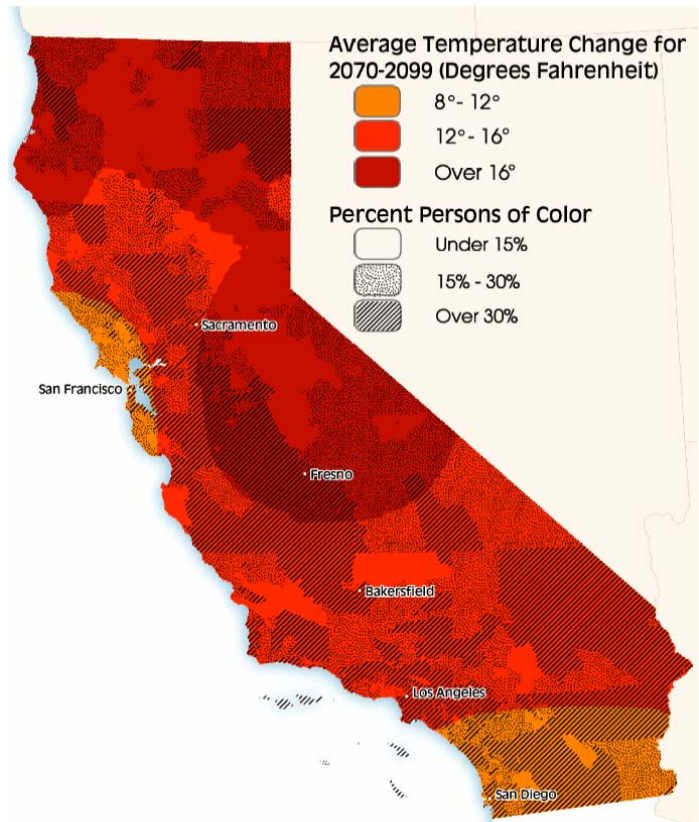 Average Temperature Change for
2070-2099 (Degrees Fahrenheit)
8°- 12°
12°- 16°
Over 16°
Percent Persons of Color
Under 15%
15% - 30%
Over 30%
Sacramento
San Francisco
Fresno
Bakersfield
Los Angeles
San Diego